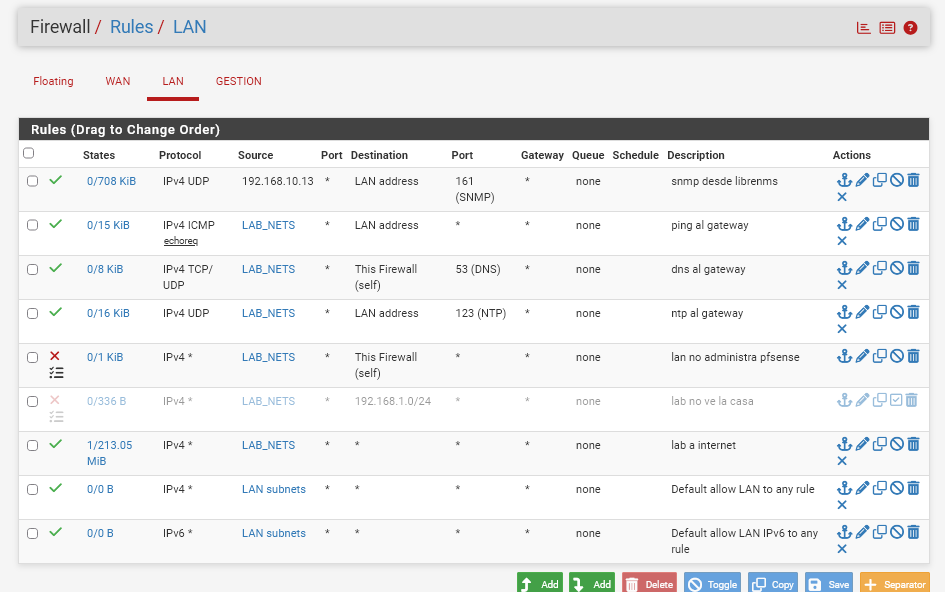 Firewall / Rules / LAN
Floating WAN LAN GESTION
Rules (Drag to Change Order)
States Protocol Source Port Destination Port Gateway Queue Schedule Description Actions
0/708 KiB IPv4 UDP 192.168.10.13 * LAN address 161 * none snmp desde librenms
(SNMP)
0/15 KiB IPv4 ICMP LAB_NETS * LAN address * * none ping al gateway
echoreq
0/8 KiB IPv4 TCP/ LAB_NETS * This Firewall 53 (DNS) * none dns al gateway
UDP (self)
0/16 KiB IPv4 UDP LAB_NETS * LAN address 123 (NTP) * none ntp al gateway
0/1 KiB IPv4 * LAB_NETS * This Firewall * * none lan no administra pfsense
(self)
0/336 B IPv4 * LAB_NETS * 192.168.1.0/24 * * none lab no ve la casa
1/213.05 IPv4 * LAB_NETS * * * * none lab a internet
MiB
0/0 B IPv4 * LAN subnets * * * * none Default allow LAN to any rule
0/0 B IPv6 * LAN subnets * * * * none Default allow LAN IPv6 to any
rule
Add Add Delete Toggle Copy Save Separator